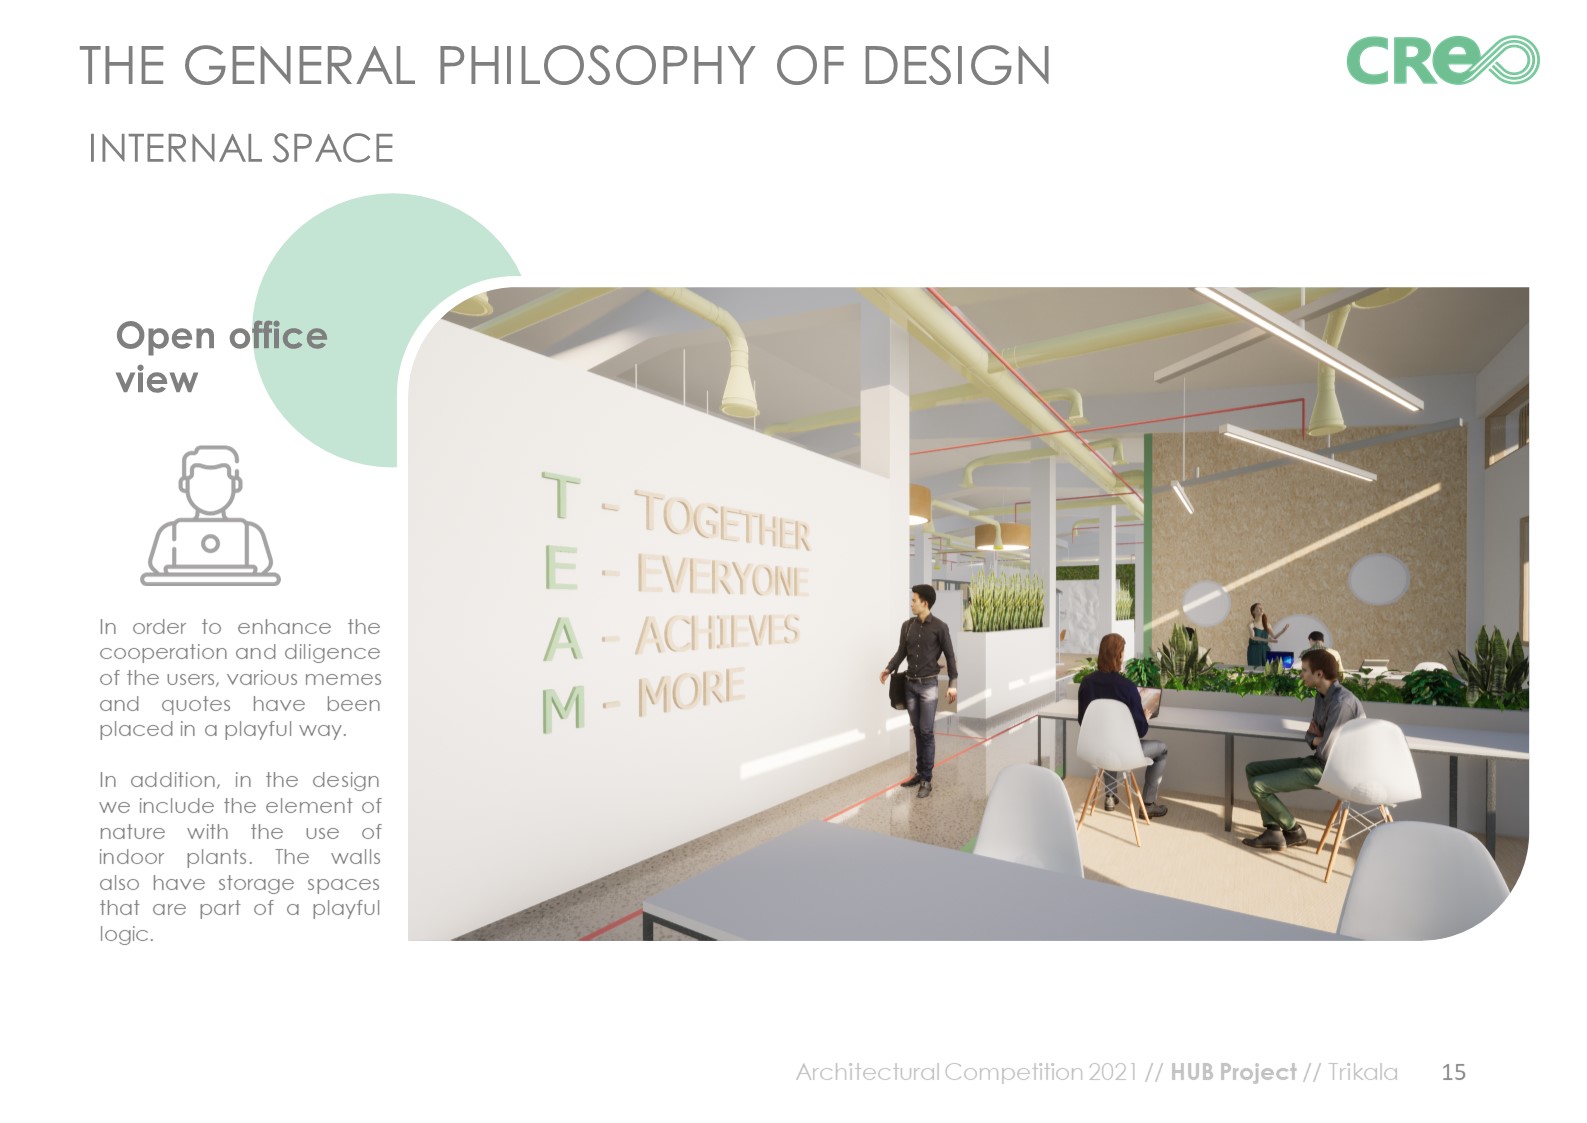 THE GENERAL PHILOSOPHY OF DESIGN
CREO
INTERNAL SPACE
Open office
view
In order to enhance the
cooperation and diligence
of the users, various memes
and quotes have been
placed in a playful way.
In addition, in the design
we include the element of
nature with the use of
indoor plants. The walls
also have storage spaces
that are part of a playful
logic.
T - TOGETHER
E - EVERYONE
A - ACHIEVES
M - MORE
Architectural Competition 2021 // HUB Project // Trikala 15